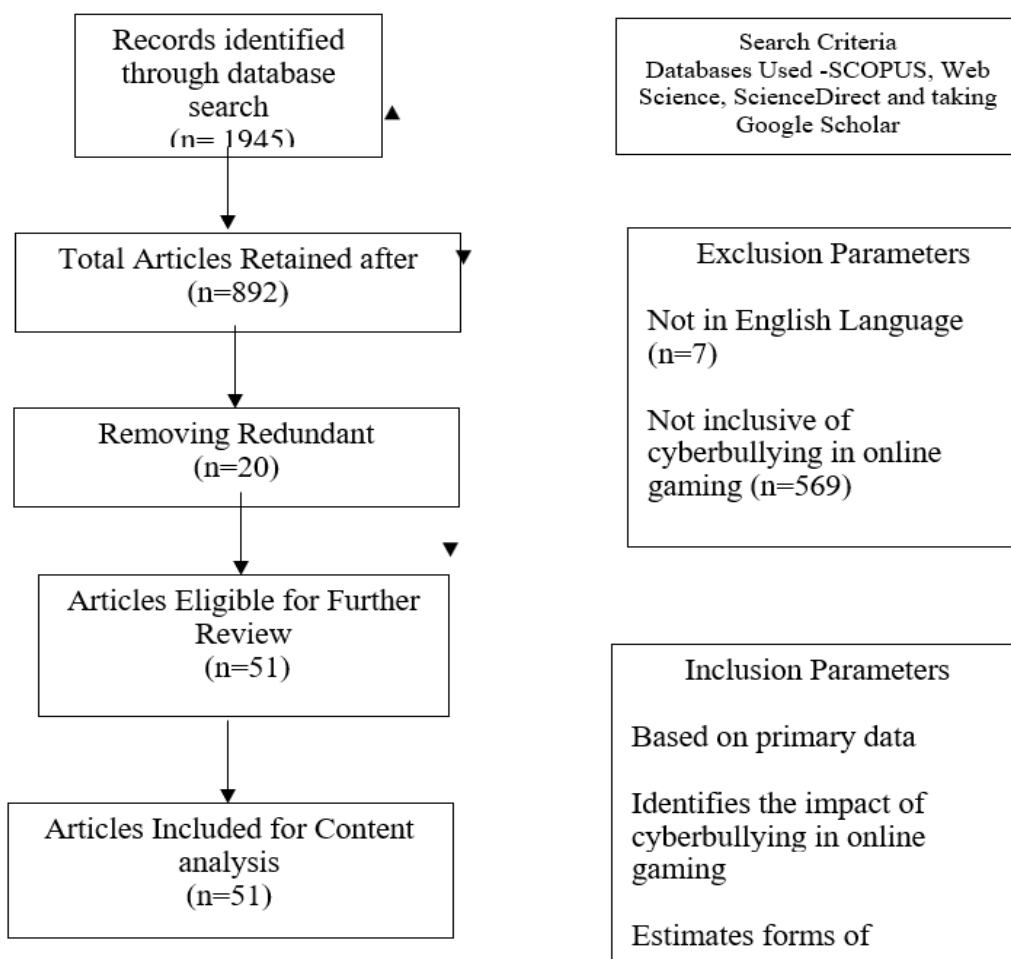 Records identified
through database
search
(n= 1945)
Total Articles Retained after
(n=892)
Removing Redundant
(n=20)
Articles Eligible for Further
Review
(n=51)
Articles Included for Content
analysis
(n=51)
Search Criteria
Databases Used -SCOPUS, Web
Science, ScienceDirect and taking
Google Scholar
Exclusion Parameters
Not in English Language
(n=7)
Not inclusive of
cyberbullying in online
gaming (n=569)
Inclusion Parameters
Based on primary data
Identifies the impact of
cyberbullying in online
gaming
Estimates forms of